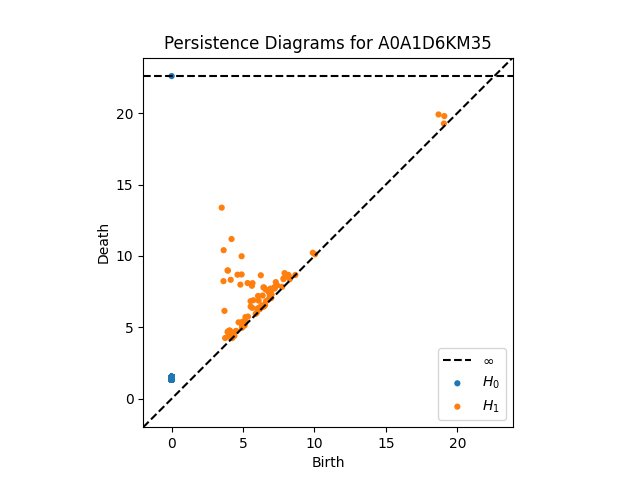 Persistence Diagrams for A0A1D6KM35
Death
20
15
10
5
0
0 5 10 15 20
Birth
∞
H₀
H₁